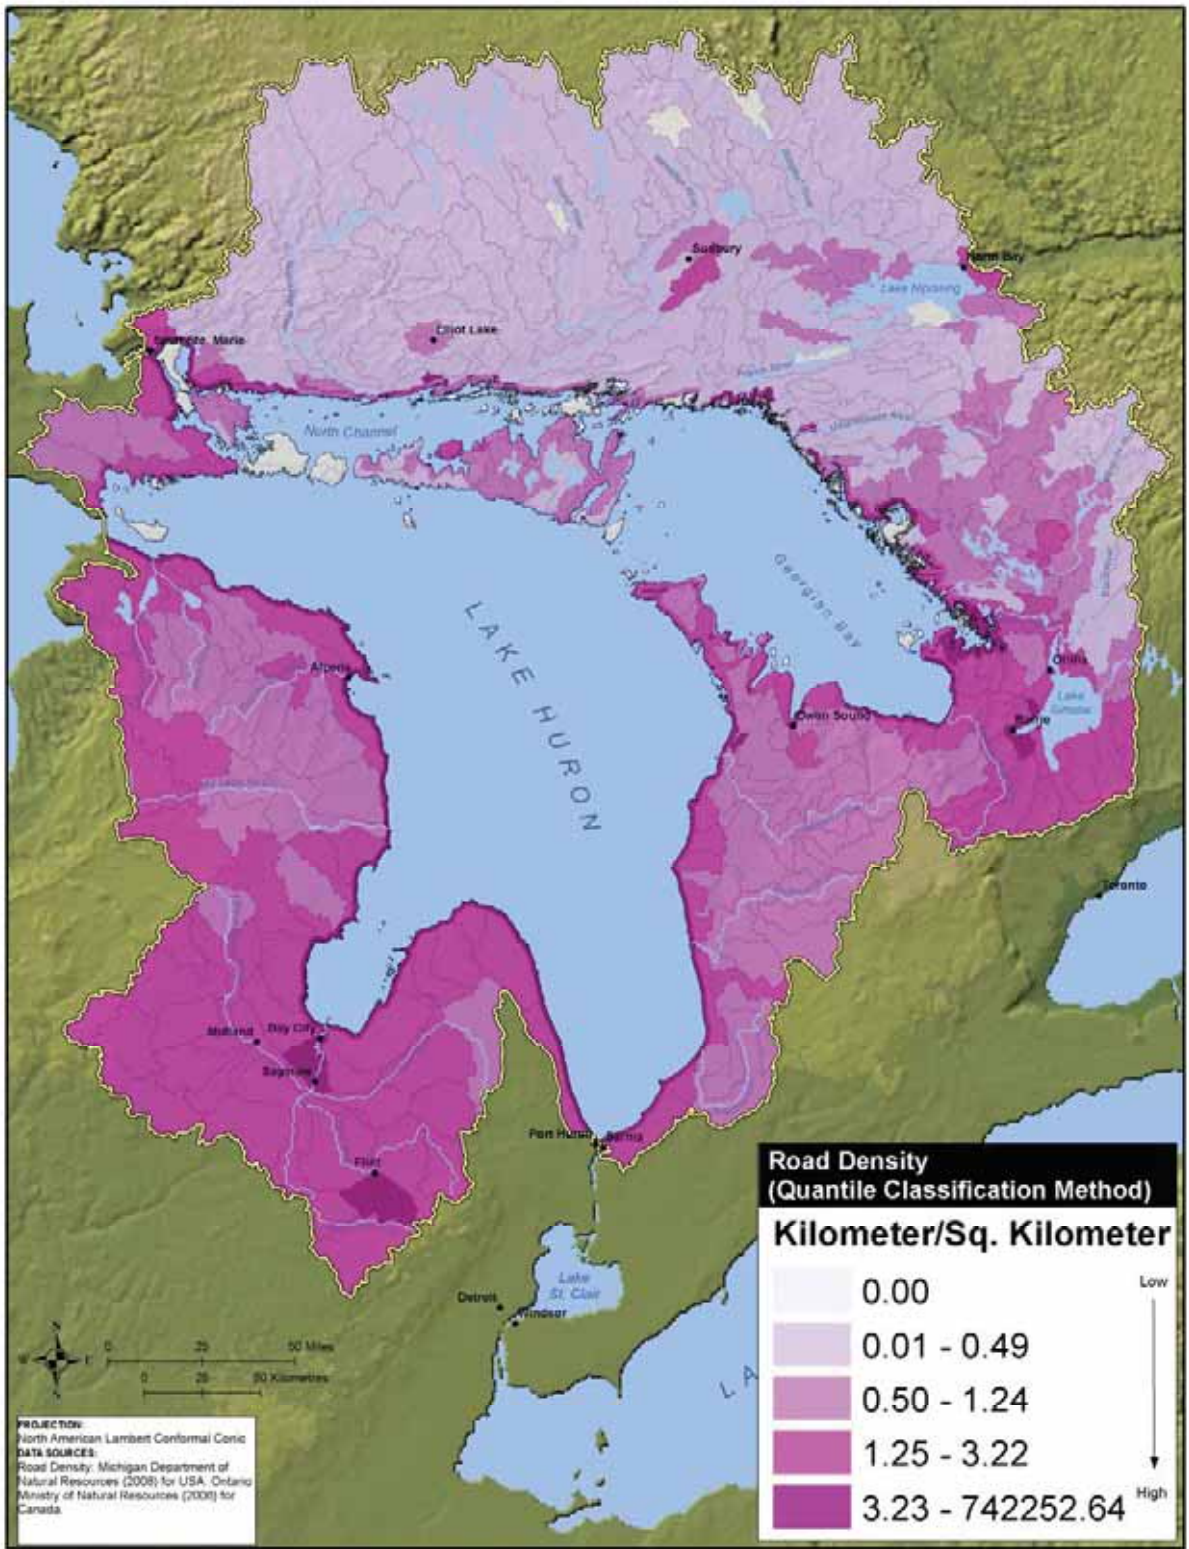 Sudbury
North Bay
Lake Nipissing
Elliot Lake
Sault Ste. Marie
French River
North Channel
Georgian Bay
LAKE HURON
Alpena
Orillia
Lake
Simcoe
Owen Sound
Barrie
Toronto
Midland
Bay City
Saginaw
Port Huron
Sarnia
Flint
Lake
St. Clair
Detroit
Windsor
LA
N
W E
0 25 50 Miles
0 25 50 Kilometres
PROJECTION:
North American Lambert Conformal Conic
DATA SOURCES:
Road Density: Michigan Department of
Natural Resources (2008) for USA. Ontario
Ministry of Natural Resources (2008) for
Canada.
Road Density
(Quantile Classification Method)
Kilometer/Sq. Kilometer
0.00
Low
0.01 - 0.49
0.50 - 1.24
1.25 - 3.22
3.23 - 742252.64
High